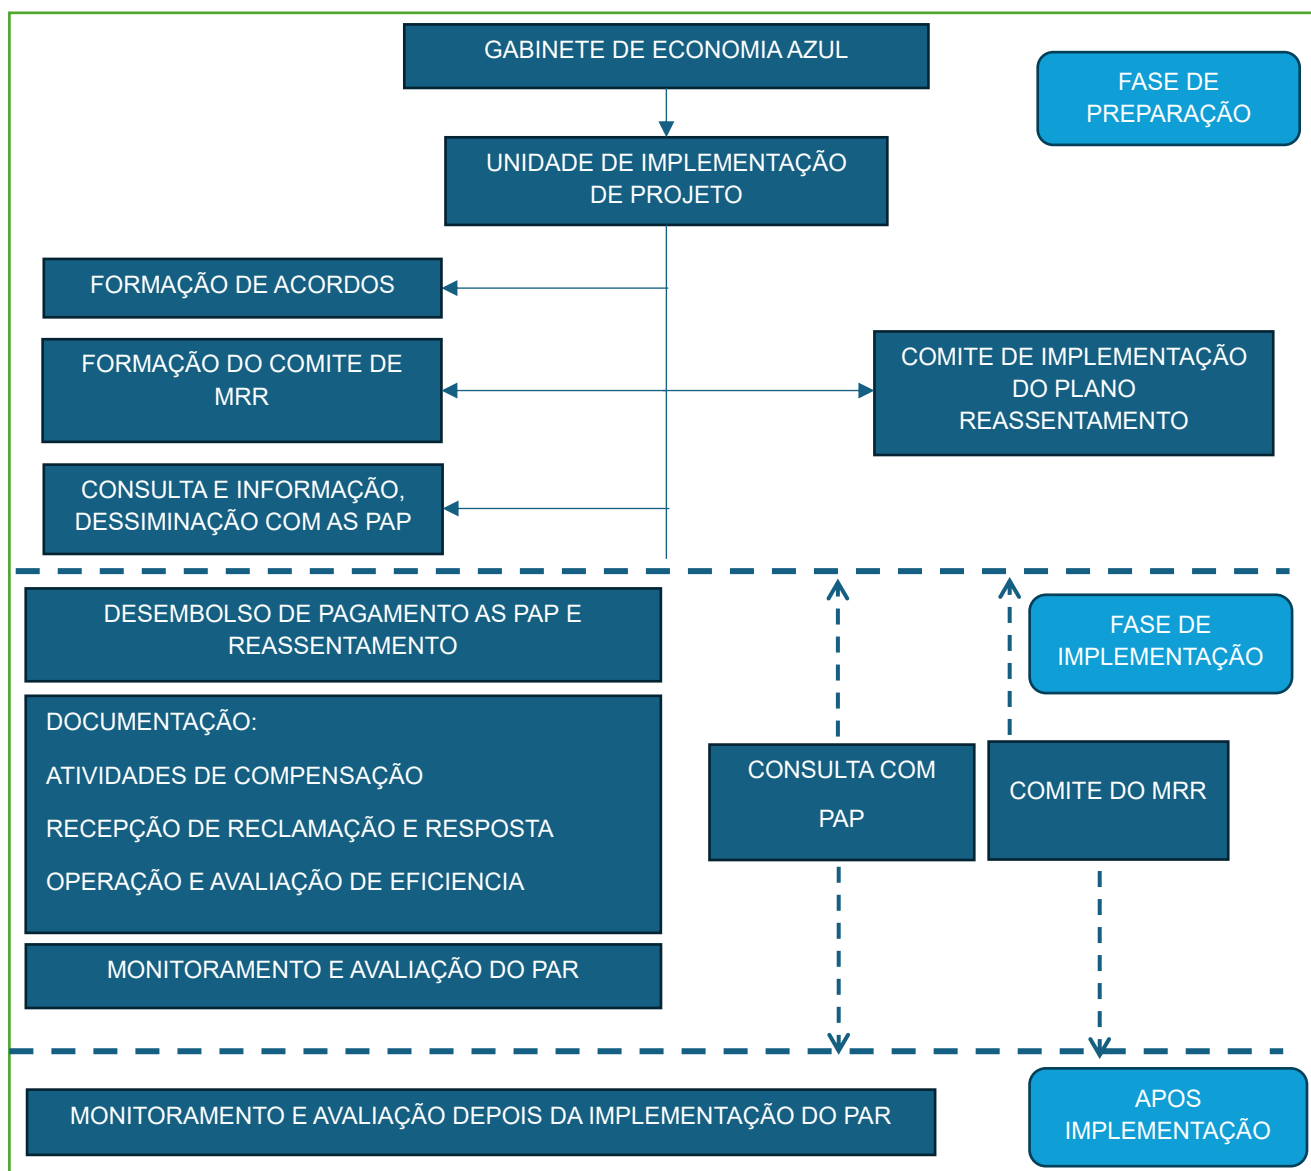 GABINETE DE ECONOMIA AZUL
FASE DE
PREPARAÇÃO
UNIDADE DE IMPLEMENTAÇÃO
DE PROJETO
FORMAÇÃO DE ACORDOS
FORMAÇÃO DO COMITE DE
MRR
COMITE DE IMPLEMENTAÇÃO
DO PLANO
REASSENTAMENTO
CONSULTA E INFORMAÇÃO,
DESSIMINAÇÃO COM AS PAP
DESEMBOLSO DE PAGAMENTO AS PAP E
REASSENTAMENTO
FASE DE
IMPLEMENTAÇÃO
DOCUMENTAÇÃO:
ATIVIDADES DE COMPENSAÇÃO
RECEPÇÃO DE RECLAMAÇÃO E RESPOSTA
OPERAÇÃO E AVALIAÇÃO DE EFICIENCIA
CONSULTA COM
PAP
COMITE DO MRR
MONITORAMENTO E AVALIAÇÃO DO PAR
MONITORAMENTO E AVALIAÇÃO DEPOIS DA IMPLEMENTAÇÃO DO PAR
APOS
IMPLEMENTAÇÃO